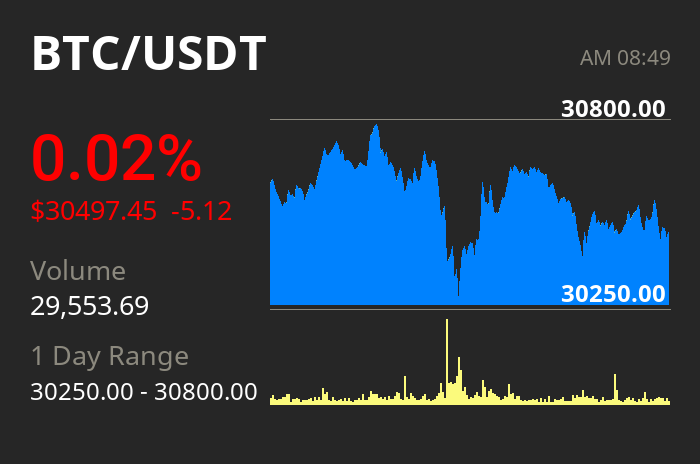 BTC/USDT
AM 08:49
0.02%
$30497.45 -5.12
Volume
29,553.69
1 Day Range
30250.00 - 30800.00
30800.00
30250.00